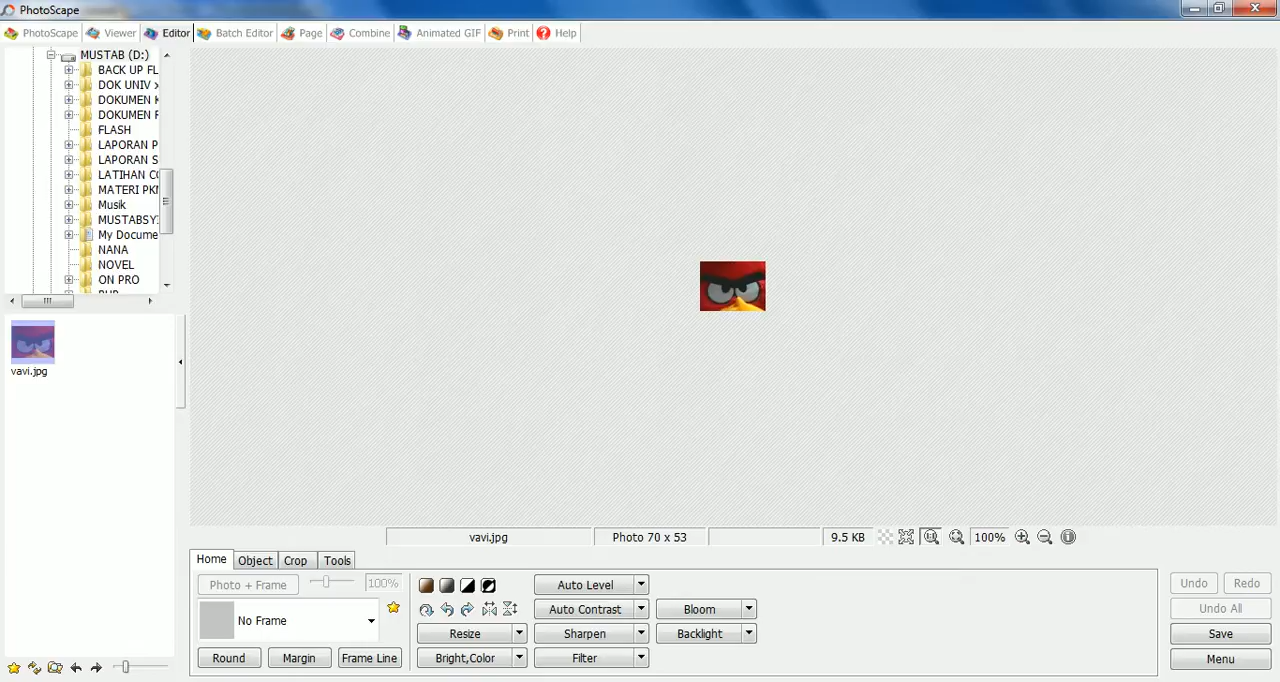 PhotoScape
PhotoScape Viewer Editor Batch Editor Page Combine Animated GIF Print Help
MUSTAB (D:)
BACK UP FL
DOK UNIV
DOKUMEN K
DOKUMEN F
FLASH
LAPORAN P
LAPORAN S
LATIHAN CO
MATERI PKI
Musik
MUSTABSY
My Docume
NANA
NOVEL
ON PRO
vavi.jpg
vavi.jpg Photo 70 x 53 9.5 KB 100%
Home Object Crop Tools
Photo + Frame 100% Auto Level Undo Redo
No Frame Auto Contrast Bloom Undo All
Resize Sharpen Backlight Save
Round Margin Frame Line Bright,Color Filter Menu